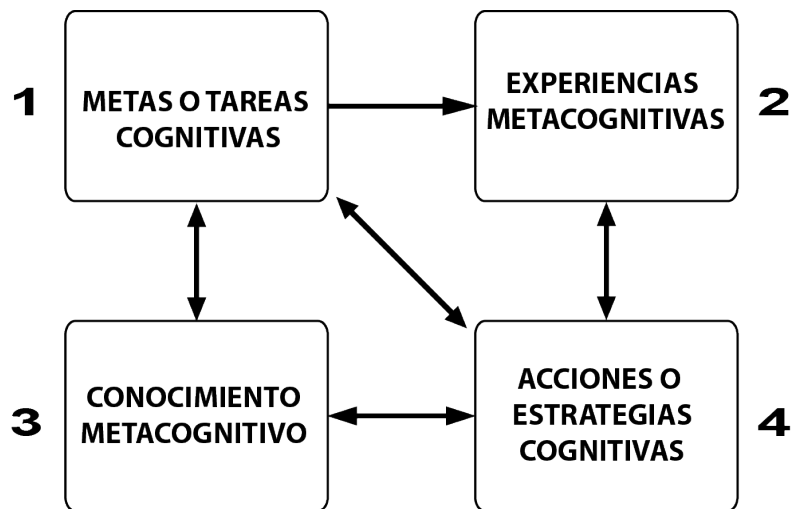 1
METAS O TAREAS
COGNITIVAS
EXPERIENCIAS
METACOGNITIVAS
2
3
CONOCIMIENTO
METACOGNITIVO
ACCIONES O
ESTRATEGIAS
COGNITIVAS
4